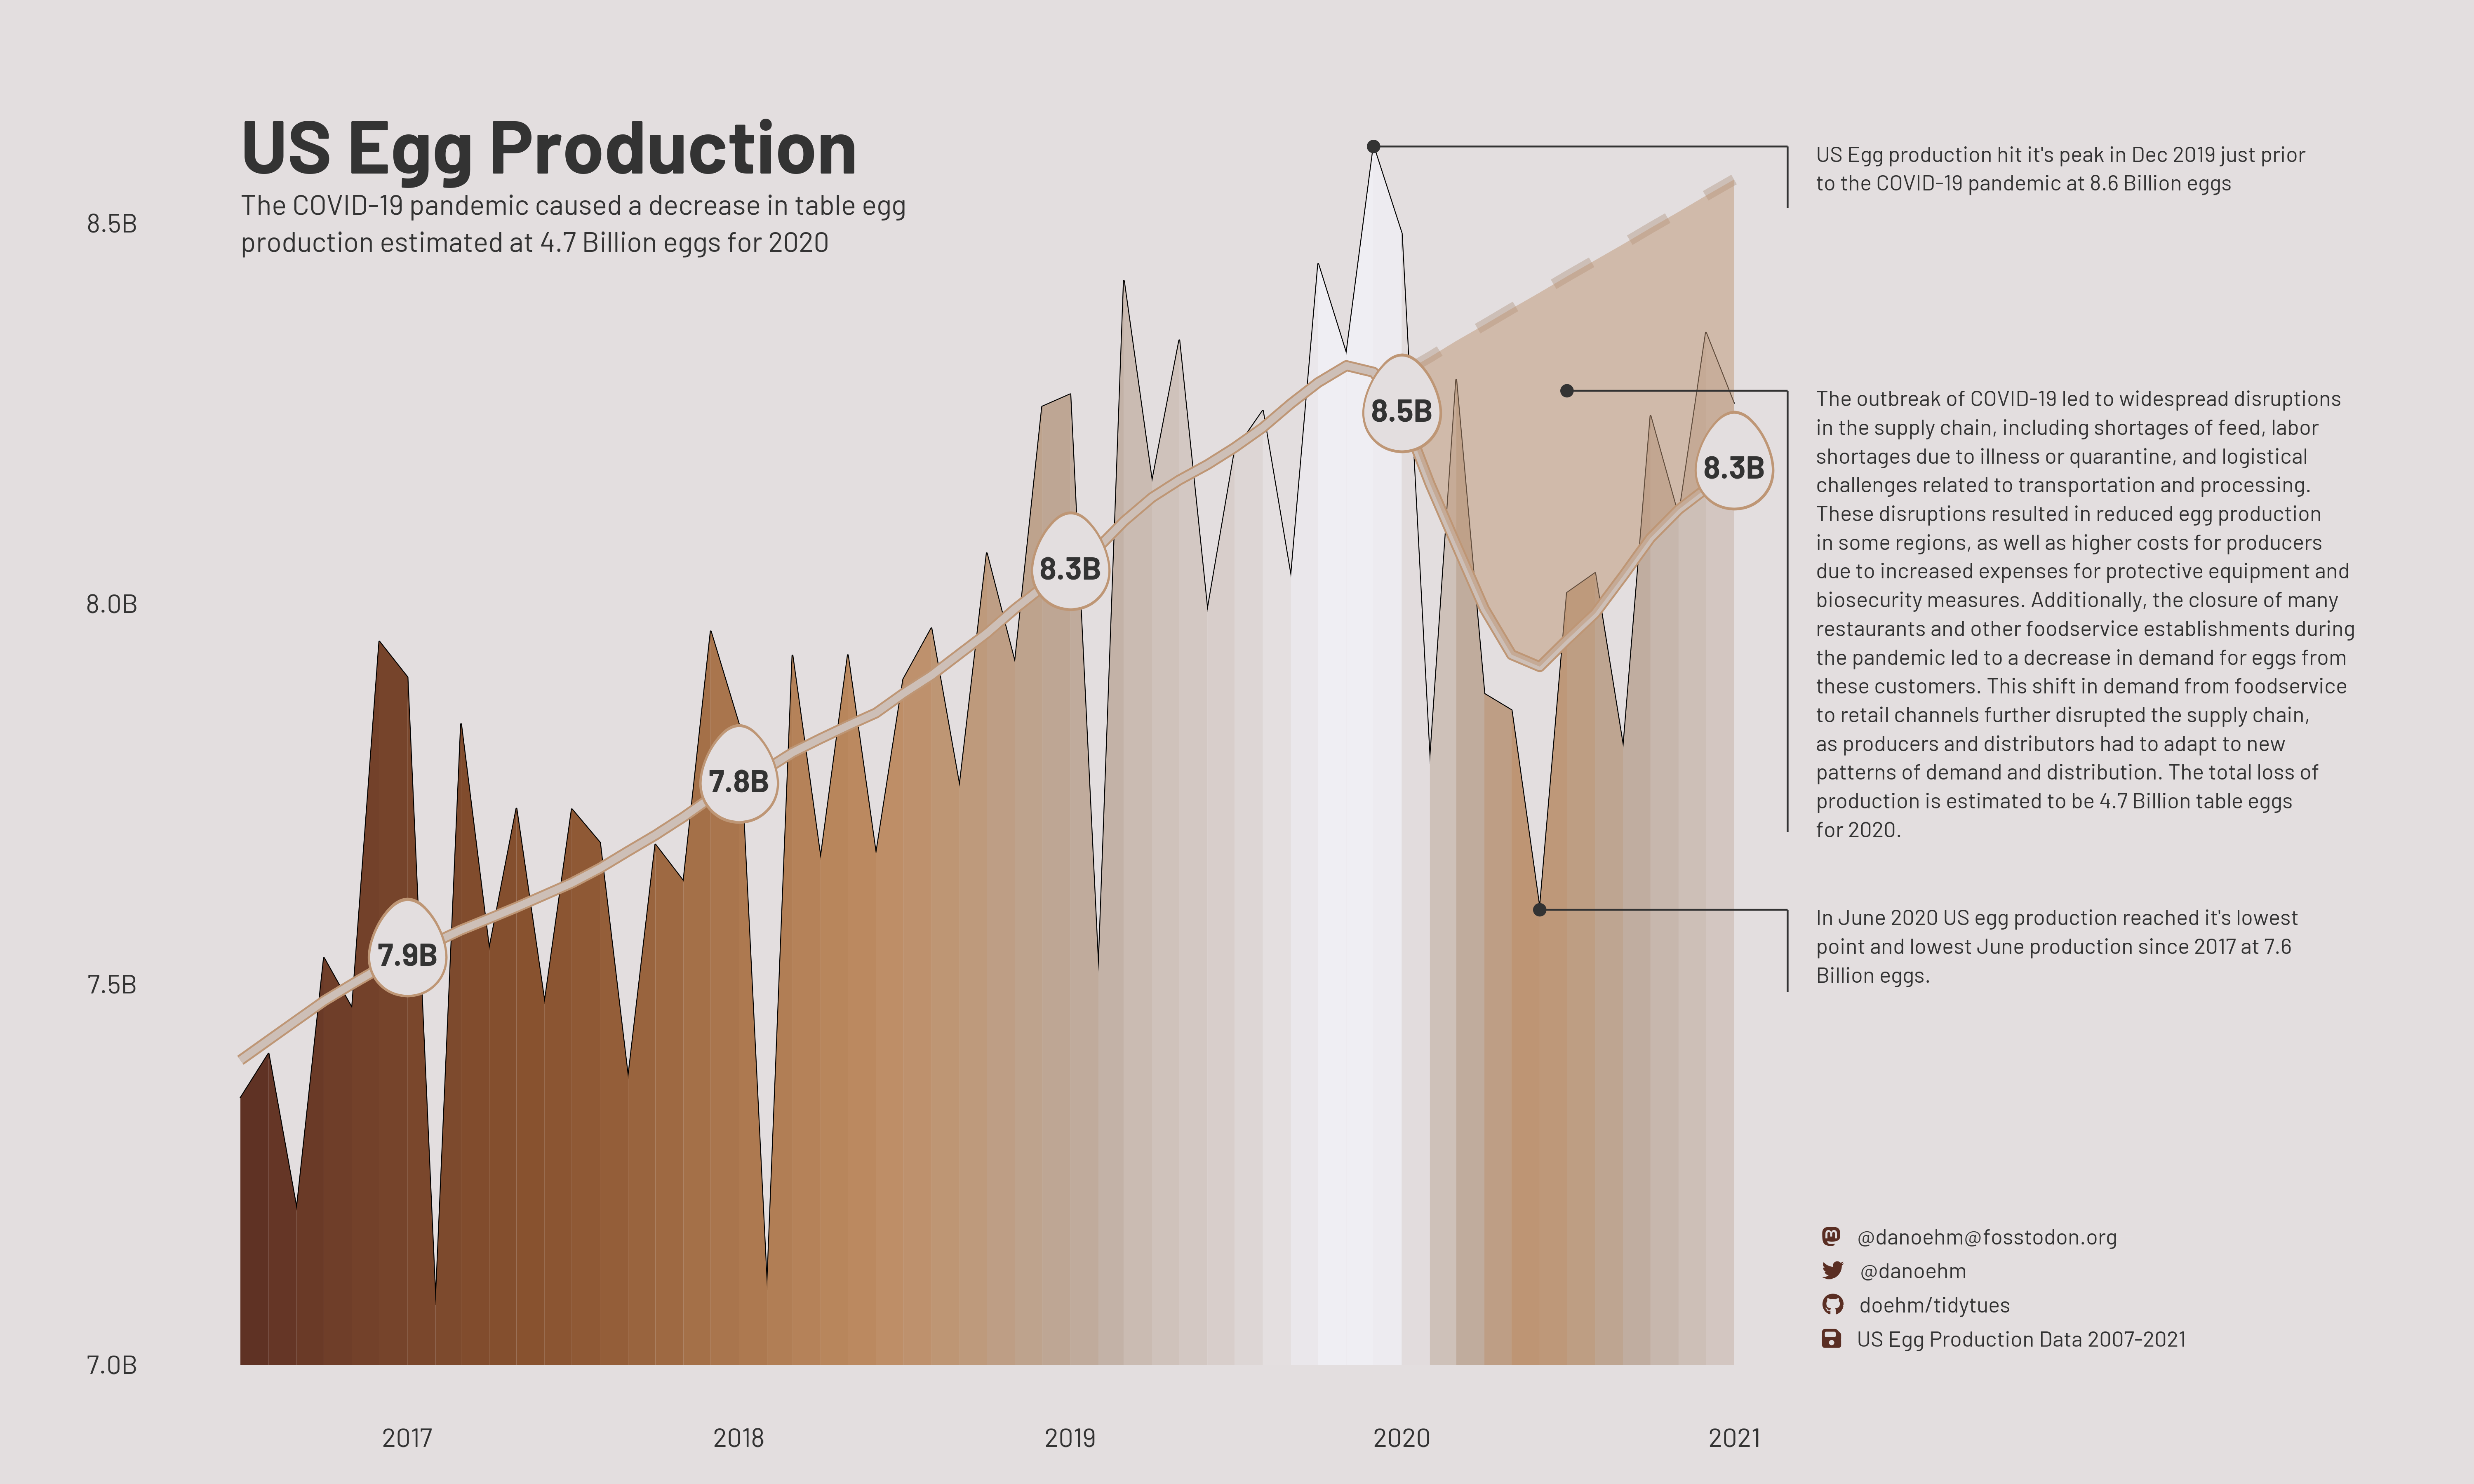 US Egg Production
The COVID-19 pandemic caused a decrease in table egg
production estimated at 4.7 Billion eggs for 2020
8.5B
8.0B
7.5B
7.0B
7.9B
7.8B
8.3B
8.5B
8.3B
US Egg production hit it's peak in Dec 2019 just prior
to the COVID-19 pandemic at 8.6 Billion eggs
The outbreak of COVID-19 led to widespread disruptions
in the supply chain, including shortages of feed, labor
shortages due to illness or quarantine, and logistical
challenges related to transportation and processing.
These disruptions resulted in reduced egg production
in some regions, as well as higher costs for producers
due to increased expenses for protective equipment and
biosecurity measures. Additionally, the closure of many
restaurants and other foodservice establishments during
the pandemic led to a decrease in demand for eggs from
these customers. This shift in demand from foodservice
to retail channels further disrupted the supply chain,
as producers and distributors had to adapt to new
patterns of demand and distribution. The total loss of
production is estimated to be 4.7 Billion table eggs
for 2020.
In June 2020 US egg production reached it's lowest
point and lowest June production since 2017 at 7.6
Billion eggs.
@danoehm@fosstodon.org
@danoehm
doehm/tidytues
US Egg Production Data 2007-2021
2017
2018
2019
2020
2021